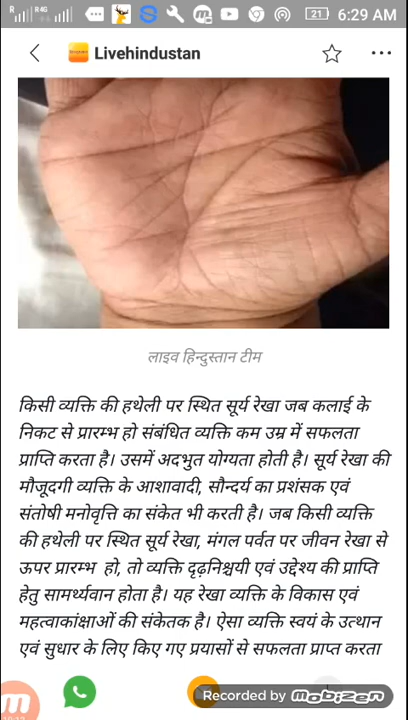 R R4G 21 6:29 AM
Livehindustan
लाइव हिन्दुस्तान टीम
किसी व्यक्ति की हथेली पर स्थित सूर्य रेखा जब कलाई के
निकट से प्रारम्भ हो संबंधित व्यक्ति कम उम्र में सफलता
प्राप्ति करता है। उसमें अदभुत योग्यता होती है। सूर्य रेखा की
मौजूदगी व्यक्ति के आशावादी, सौन्दर्य का प्रशंसक एवं
संतोषी मनोवृत्ति का संकेत भी करती है। जब किसी व्यक्ति
की हथेली पर स्थित सूर्य रेखा, मंगल पर्वत पर जीवन रेखा से
ऊपर प्रारम्भ हो, तो व्यक्ति दृढ़निश्चयी एवं उद्देश्य की प्राप्ति
हेतु सामर्थ्यवान होता है। यह रेखा व्यक्ति के विकास एवं
महत्वाकांक्षाओं की संकेतक है। ऐसा व्यक्ति स्वयं के उत्थान
एवं सुधार के लिए किए गए प्रयासों से सफलता प्राप्त करता
Recorded by mobizen